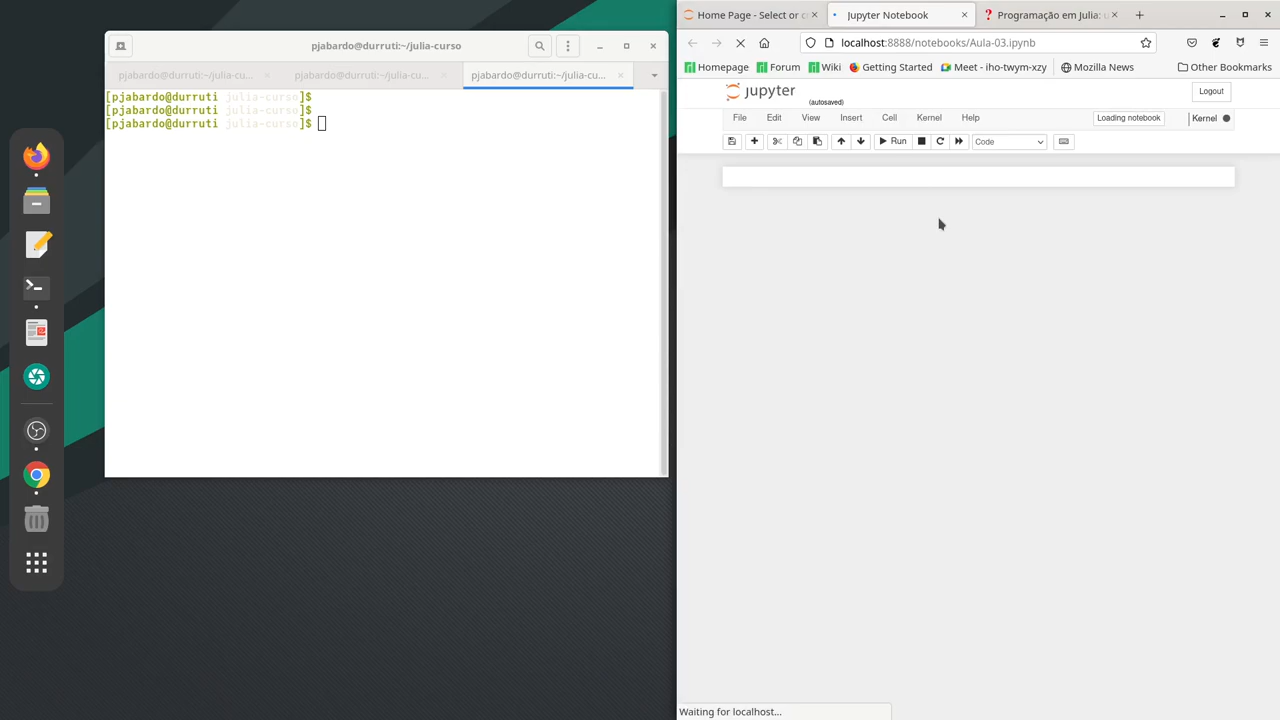 pjabardo@durruti:~/julia-curso
pjabardo@durruti:~/julia-cu...
pjabardo@durruti:~/julia-cu...
pjabardo@durruti:~/julia-cu...
[pjabardo@durruti julia-curso]$
[pjabardo@durruti julia-curso]$
[pjabardo@durruti julia-curso]$
Home Page - Select or c
Jupyter Notebook
Programação em Julia: u
localhost:8888/notebooks/Aula-03.ipynb
Homepage
Forum
Wiki
Getting Started
Meet - iho-twym-xzy
Mozilla News
Other Bookmarks
jupyter
(autosaved)
Logout
File Edit View Insert Cell Kernel Help
Loading notebook
Kernel
Run
Code
Waiting for localhost...